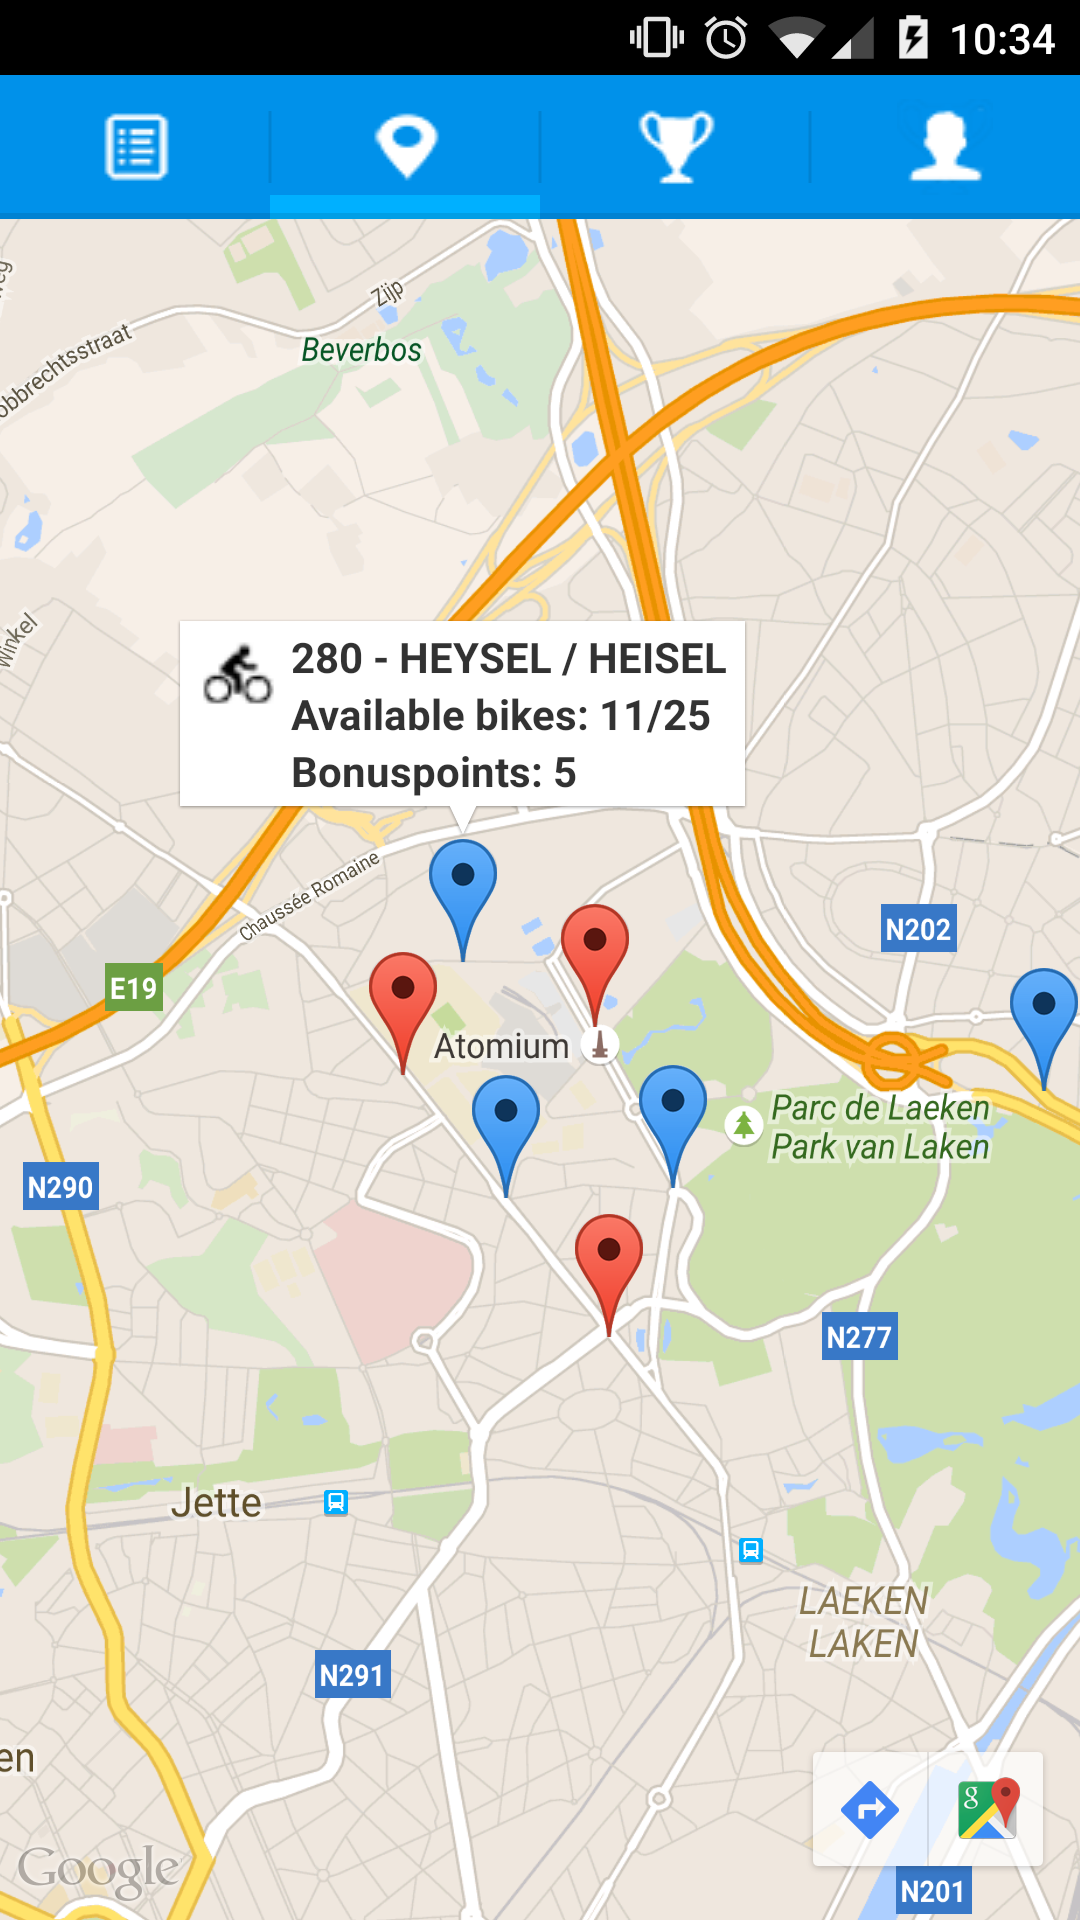 10:34
Zijp
Beverbos
obbrechtsstraat
Winkel
280 - HEYSEL / HEISEL
Available bikes: 11/25
Bonuspoints: 5
Chaussée Romaine
N202
E19
Atomium
Parc de Laeken
Park van Laken
N290
N277
Jette
LAEKEN
LAKEN
N291
en
g
Google
N201